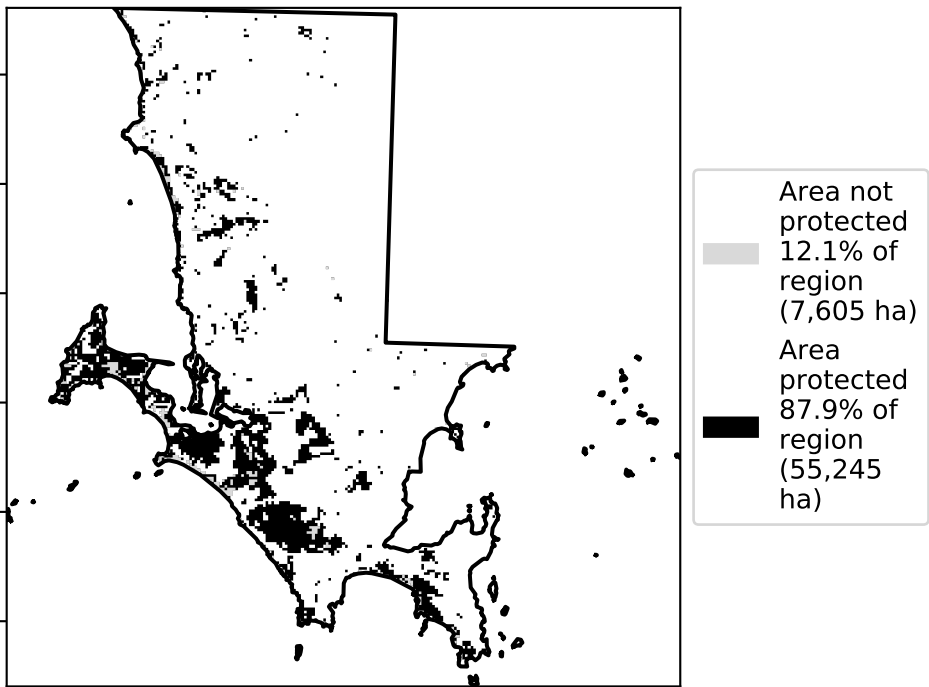 Area not
protected
12.1% of
region
(7,605 ha)
Area
protected
87.9% of
region
(55,245
ha)